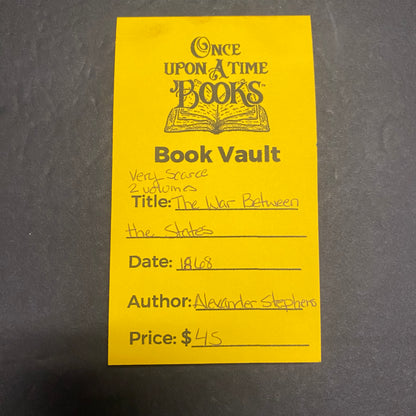 ONCE
UPON A TIME
BOOKS
Book Vault
Very Scarce
2 volumes
Title: The War Between
the States
Date: 1868
Author: Alexander Stephens
Price: $45